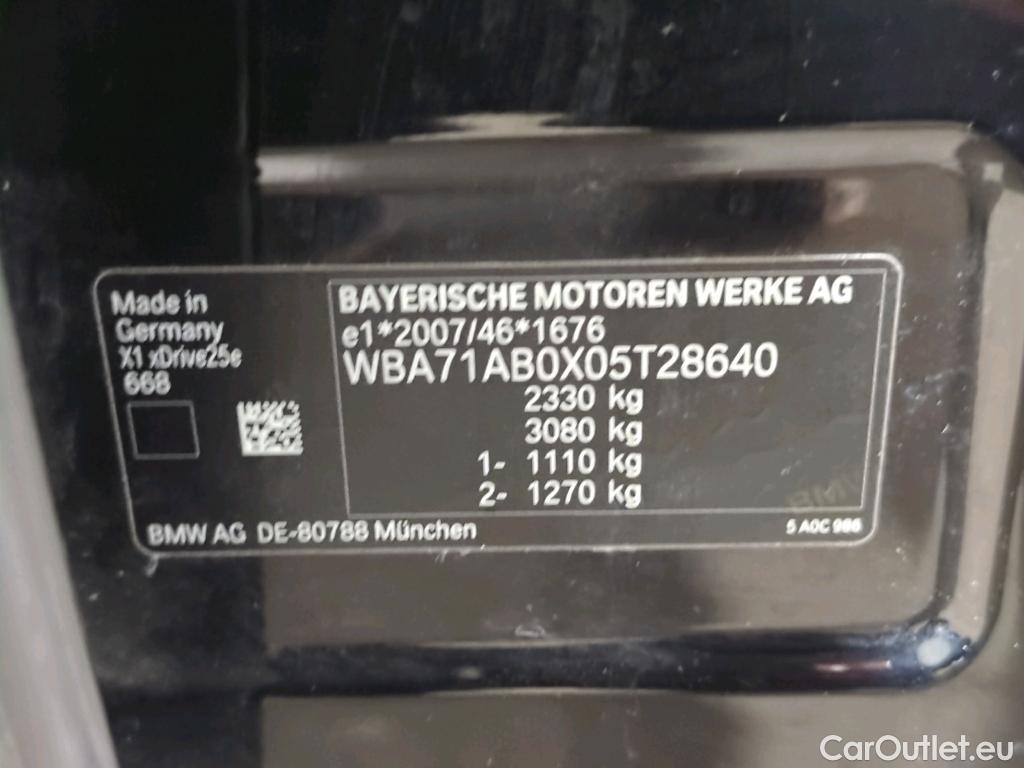 Made in
Germany
X1 xDrive25e
668
BAYERISCHE MOTOREN WERKE AG
e1*2007/46*1676
WBA71AB0X05T28640
2330 kg
3080 kg
1- 1110 kg
2- 1270 kg
BMW AG DE-80788 München
5 A0C 986
BMW
CarOutlet.eu